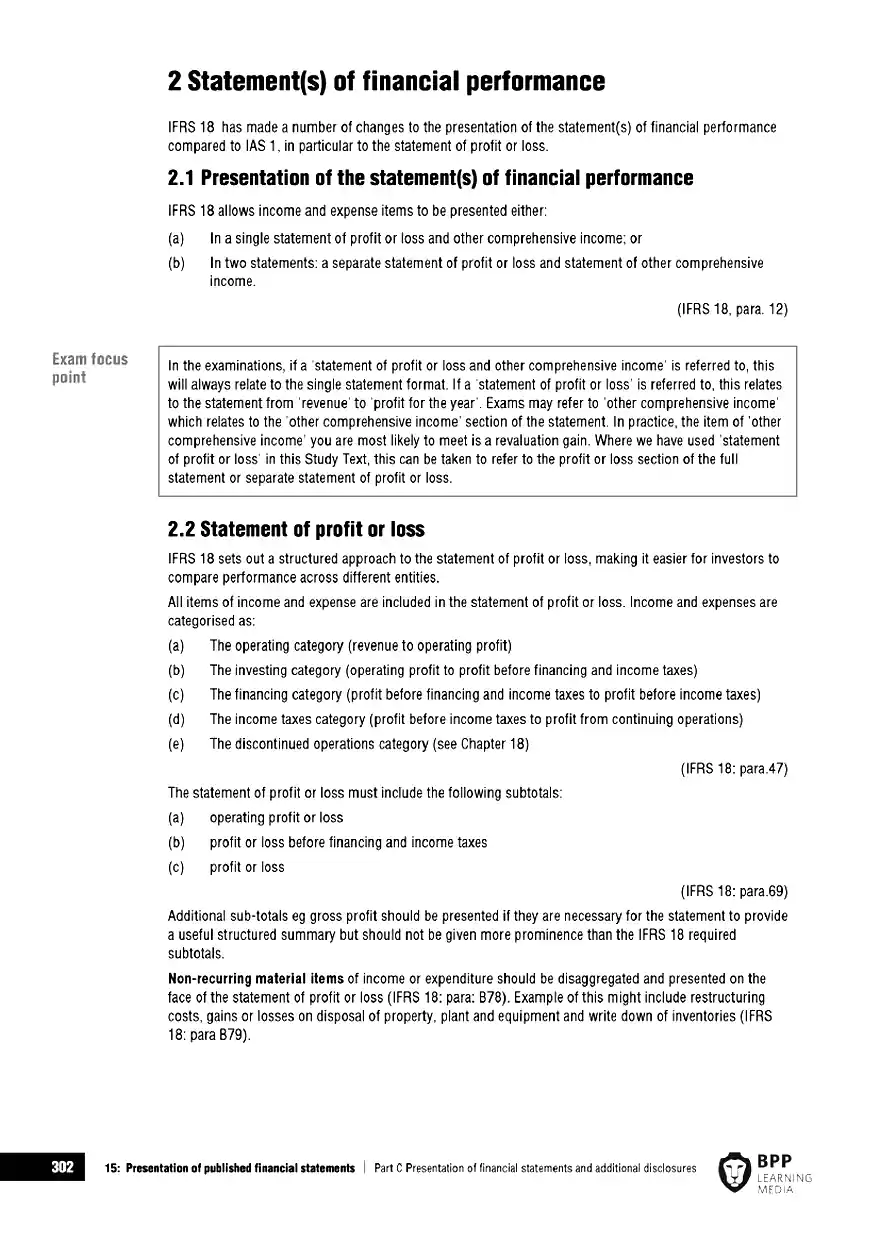 2 Statement(s) of financial performance
IFRS 18 has made a number of changes to the presentation of the statement(s) of financial performance
compared to IAS 1, in particular to the statement of profit or loss.
2.1 Presentation of the statement(s) of financial performance
IFRS 18 allows income and expense items to be presented either:
(a) In a single statement of profit or loss and other comprehensive income; or
(b) In two statements: a separate statement of profit or loss and statement of other comprehensive
income.
(IFRS 18, para. 12)
Exam focus
point
In the examinations, if a 'statement of profit or loss and other comprehensive income' is referred to, this
will always relate to the single statement format. If a 'statement of profit or loss' is referred to, this relates
to the statement from 'revenue' to 'profit for the year'. Exams may refer to 'other comprehensive income'
which relates to the 'other comprehensive income' section of the statement. In practice, the item of 'other
comprehensive income' you are most likely to meet is a revaluation gain. Where we have used 'statement
of profit or loss' in this Study Text, this can be taken to refer to the profit or loss section of the full
statement or separate statement of profit or loss.
2.2 Statement of profit or loss
IFRS 18 sets out a structured approach to the statement of profit or loss, making it easier for investors to
compare performance across different entities.
All items of income and expense are included in the statement of profit or loss. Income and expenses are
categorised as:
(a) The operating category (revenue to operating profit)
(b) The investing category (operating profit to profit before financing and income taxes)
(c) The financing category (profit before financing and income taxes to profit before income taxes)
(d) The income taxes category (profit before income taxes to profit from continuing operations)
(e) The discontinued operations category (see Chapter 18)
(IFRS 18: para.47)
The statement of profit or loss must include the following subtotals:
(a) operating profit or loss
(b) profit or loss before financing and income taxes
(c) profit or loss
(IFRS 18: para.69)
Additional sub-totals eg gross profit should be presented if they are necessary for the statement to provide
a useful structured summary but should not be given more prominence than the IFRS 18 required
subtotals.
Non-recurring material items of income or expenditure should be disaggregated and presented on the
face of the statement of profit or loss (IFRS 18: para: B78). Example of this might include restructuring
costs, gains or losses on disposal of property, plant and equipment and write down of inventories (IFRS
18: para B79).
302 15: Presentation of published financial statements | Part C Presentation of financial statements and additional disclosures
BPP
LEARNING
MEDIA